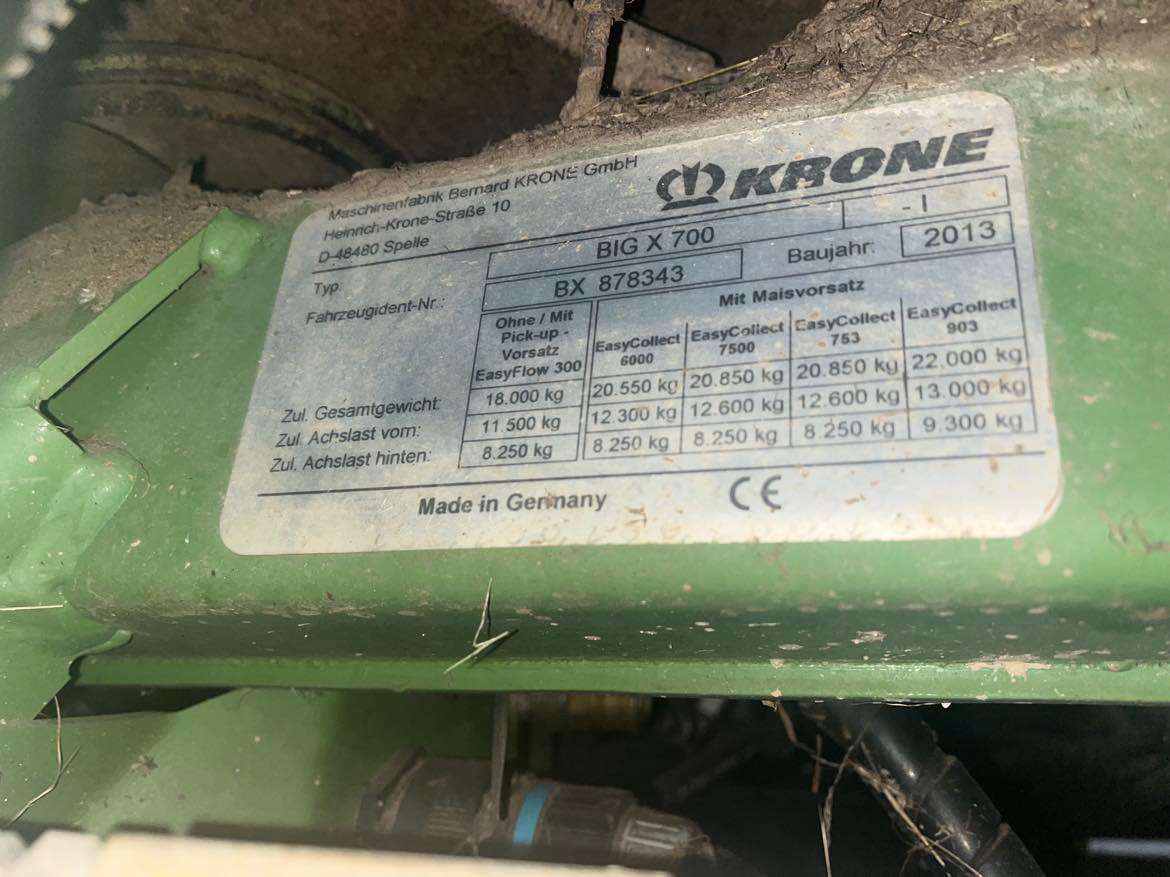 Maschinenfabrik Bernard KRONE GmbH
Heinrich-Krone-Straße 10
D-48480 Spelle
KRONE
Typ BIG X 700 - I
Fahrzeugident-Nr.: BX 878343 Baujahr: 2013
Ohne / Mit Pick-up - Vorsatz EasyFlow 300
Mit Maisvorsatz
EasyCollect 6000 EasyCollect 7500 EasyCollect 753 EasyCollect 903
Zul. Gesamtgewicht: 18.000 kg 20.550 kg 20.850 kg 20.850 kg 22.000 kg
Zul. Achslast vorn: 11.500 kg 12.300 kg 12.600 kg 12.600 kg 13.000 kg
Zul. Achslast hinten: 8.250 kg 8.250 kg 8.250 kg 8.250 kg 9.300 kg
Made in Germany CE